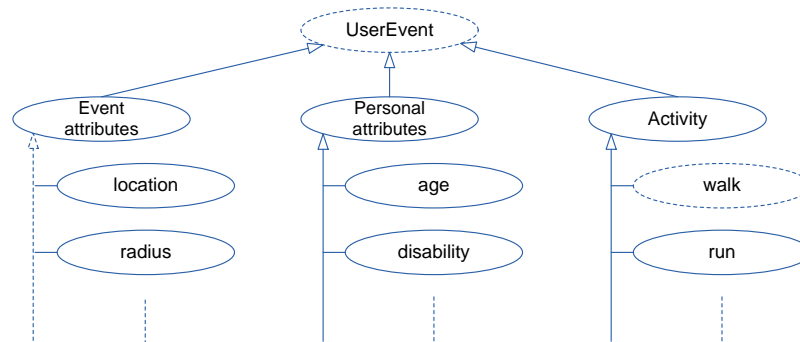 UserEvent
Event
attributes
Personal
attributes
Activity
location
age
walk
radius
disability
run